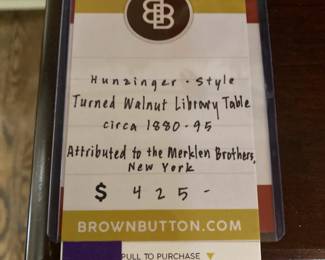 Hunzinger - Style
Turned Walnut Library Table
circa 1880-95
Attributed to the Merklen Brothers,
New York
$ 425-
BROWNBUTTON.COM
PULL TO PURCHASE